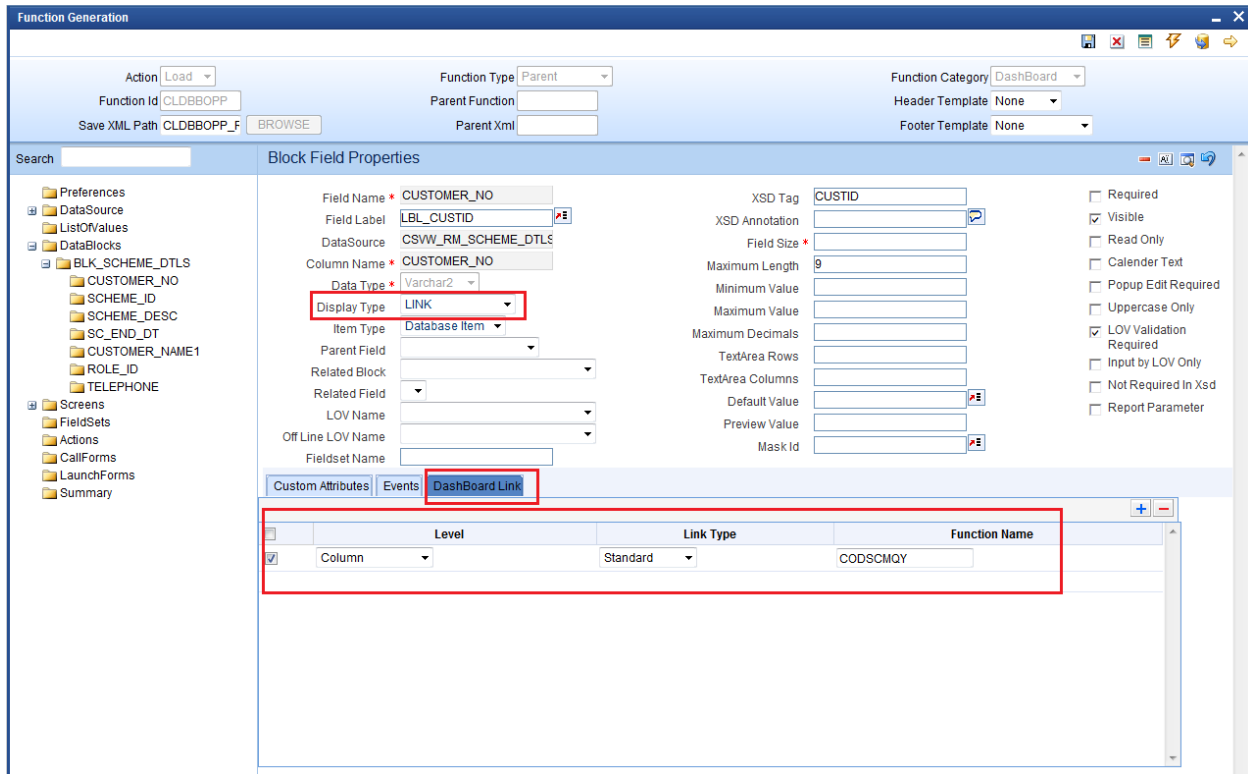 Function Generation
Action Load Function Type Parent Function Category DashBoard
Function Id CLDBBOPP Parent Function Header Template None
Save XML Path CLDBBOPP_F BROWSE Parent Xml Footer Template None
Search Block Field Properties
Preferences
DataSource
ListOfValues
DataBlocks
BLK_SCHEME_DTLS
CUSTOMER_NO
SCHEME_ID
SCHEME_DESC
SC_END_DT
CUSTOMER_NAME1
ROLE_ID
TELEPHONE
Screens
FieldSets
Actions
CallForms
LaunchForms
Summary
Field Name * CUSTOMER_NO
Field Label LBL_CUSTID
DataSource CSVW_RM_SCHEME_DTLS
Column Name * CUSTOMER_NO
Data Type * Varchar2
Display Type LINK
Item Type Database Item
Parent Field
Related Block
Related Field
LOV Name
Off Line LOV Name
Fieldset Name
XSD Tag CUSTID
XSD Annotation
Field Size *
Maximum Length 9
Minimum Value
Maximum Value
Maximum Decimals
TextArea Rows
TextArea Columns
Default Value
Preview Value
Mask Id
Required
Visible
Read Only
Calender Text
Popup Edit Required
Uppercase Only
LOV Validation
Required
Input by LOV Only
Not Required In Xsd
Report Parameter
Custom Attributes Events DashBoard Link
Level Link Type Function Name
Column Standard CODSCMQY